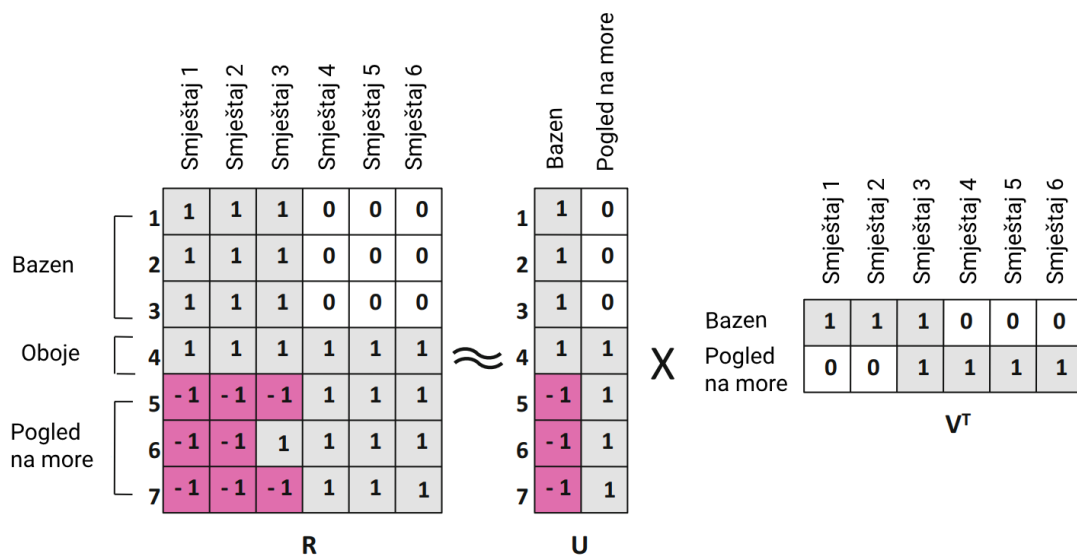 Smještaj 1 Smještaj 2 Smještaj 3 Smještaj 4 Smještaj 5 Smještaj 6
1 1 1 1 0 0 0
2 1 1 1 0 0 0
3 1 1 1 0 0 0
4 1 1 1 1 1 1
5 -1 -1 -1 1 1 1
6 -1 -1 1 1 1 1
7 -1 -1 -1 1 1 1
Bazen
Oboje
Pogled
na more
R
≈
Bazen Pogled na more
1 1 0
2 1 0
3 1 0
4 1 1
5 -1 1
6 -1 1
7 -1 1
U
X
Smještaj 1 Smještaj 2 Smještaj 3 Smještaj 4 Smještaj 5 Smještaj 6
Bazen 1 1 1 0 0 0
Pogled
na more 0 0 1 1 1 1
Vᵀ